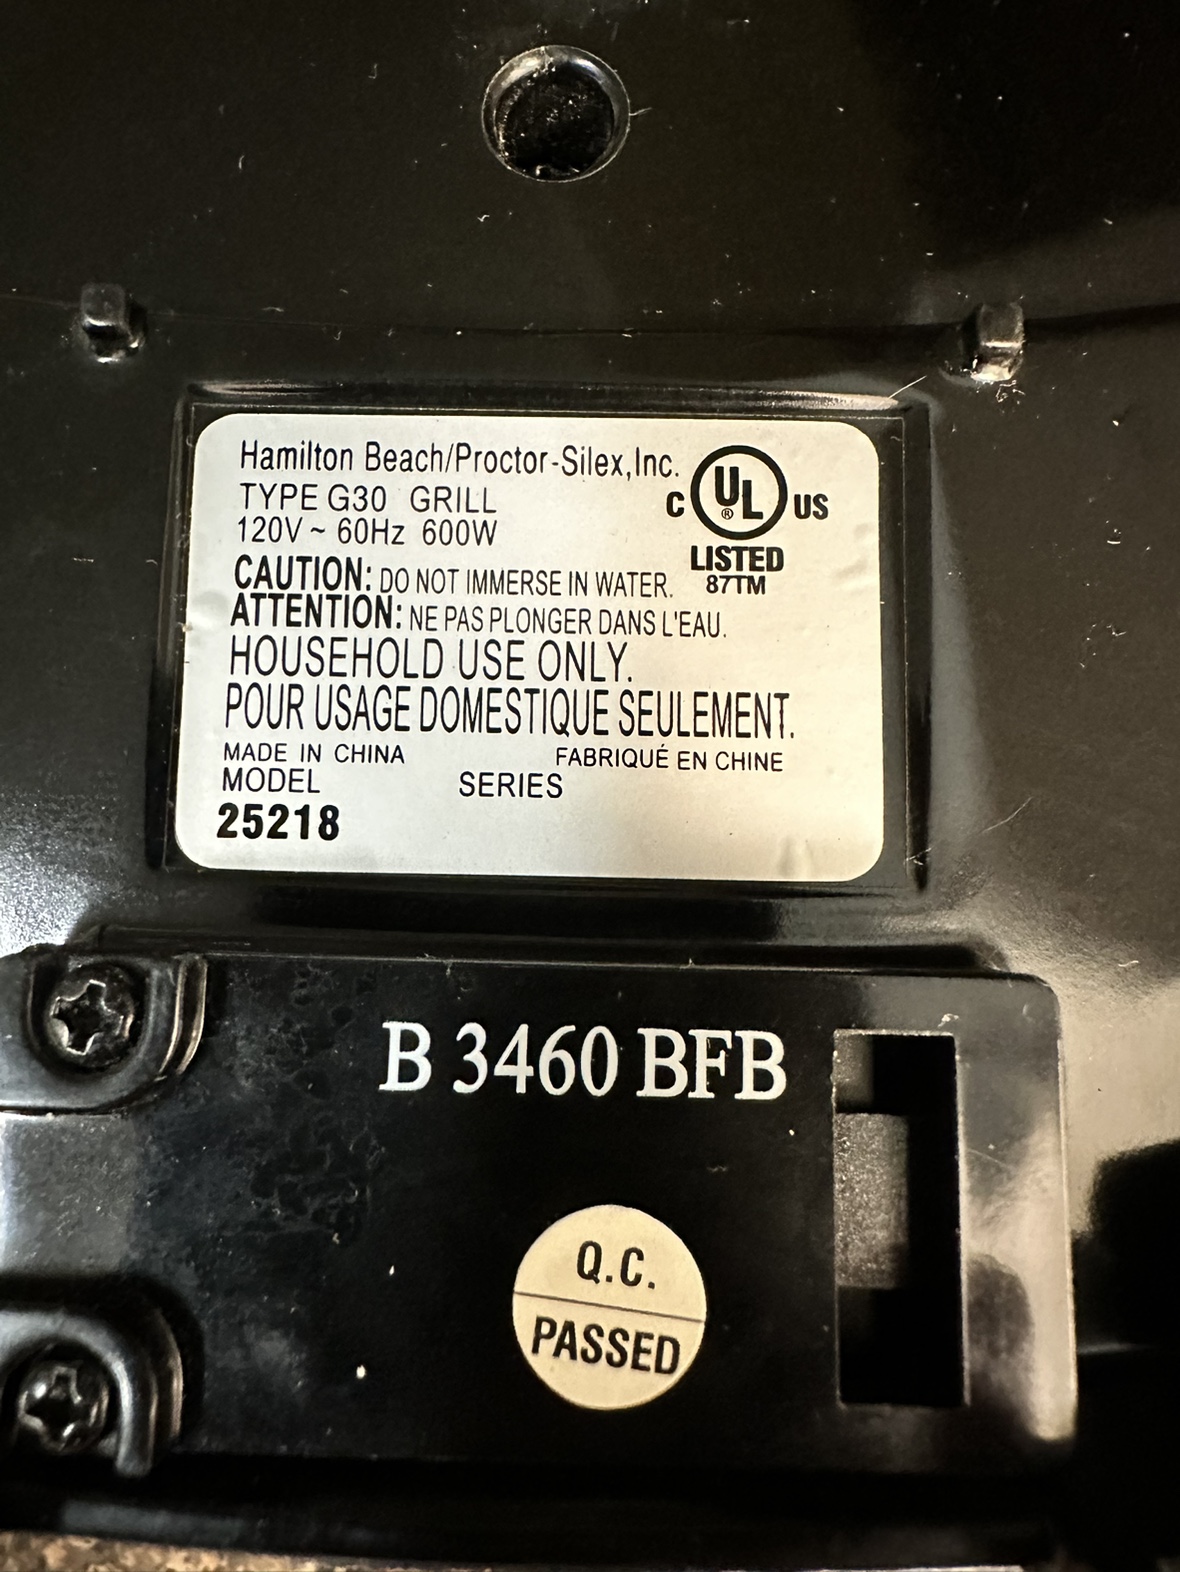 Hamilton Beach/Proctor-Silex,Inc.
TYPE G30 GRILL
120V ~ 60Hz 600W
C UL ® US
LISTED
87TM
CAUTION: DO NOT IMMERSE IN WATER.
ATTENTION: NE PAS PLONGER DANS L'EAU.
HOUSEHOLD USE ONLY.
POUR USAGE DOMESTIQUE SEULEMENT.
MADE IN CHINA FABRIQUÉ EN CHINE
MODEL SERIES
25218
B 3460 BFB
Q.C.
PASSED